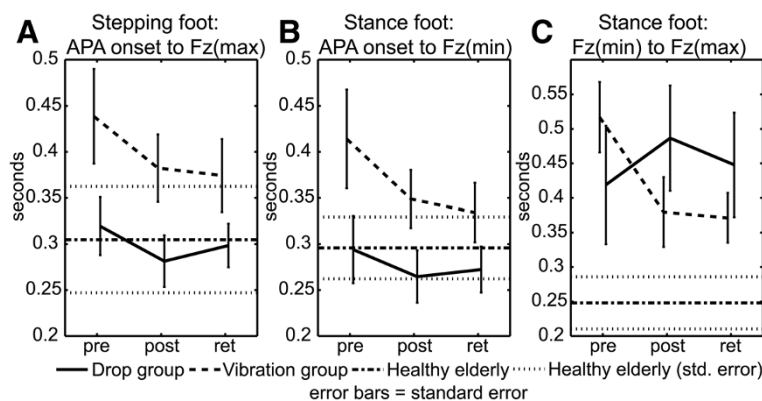 A Stepping foot: APA onset to Fz(max)
B Stance foot: APA onset to Fz(min)
C Stance foot: Fz(min) to Fz(max)
seconds
0.5
0.45
0.4
0.35
0.3
0.25
0.2
pre post ret
seconds
0.5
0.45
0.4
0.35
0.3
0.25
0.2
pre post ret
seconds
0.55
0.5
0.45
0.4
0.35
0.3
0.25
0.2
pre post ret
Drop group Vibration group Healthy elderly Healthy elderly (std. error)
error bars = standard error